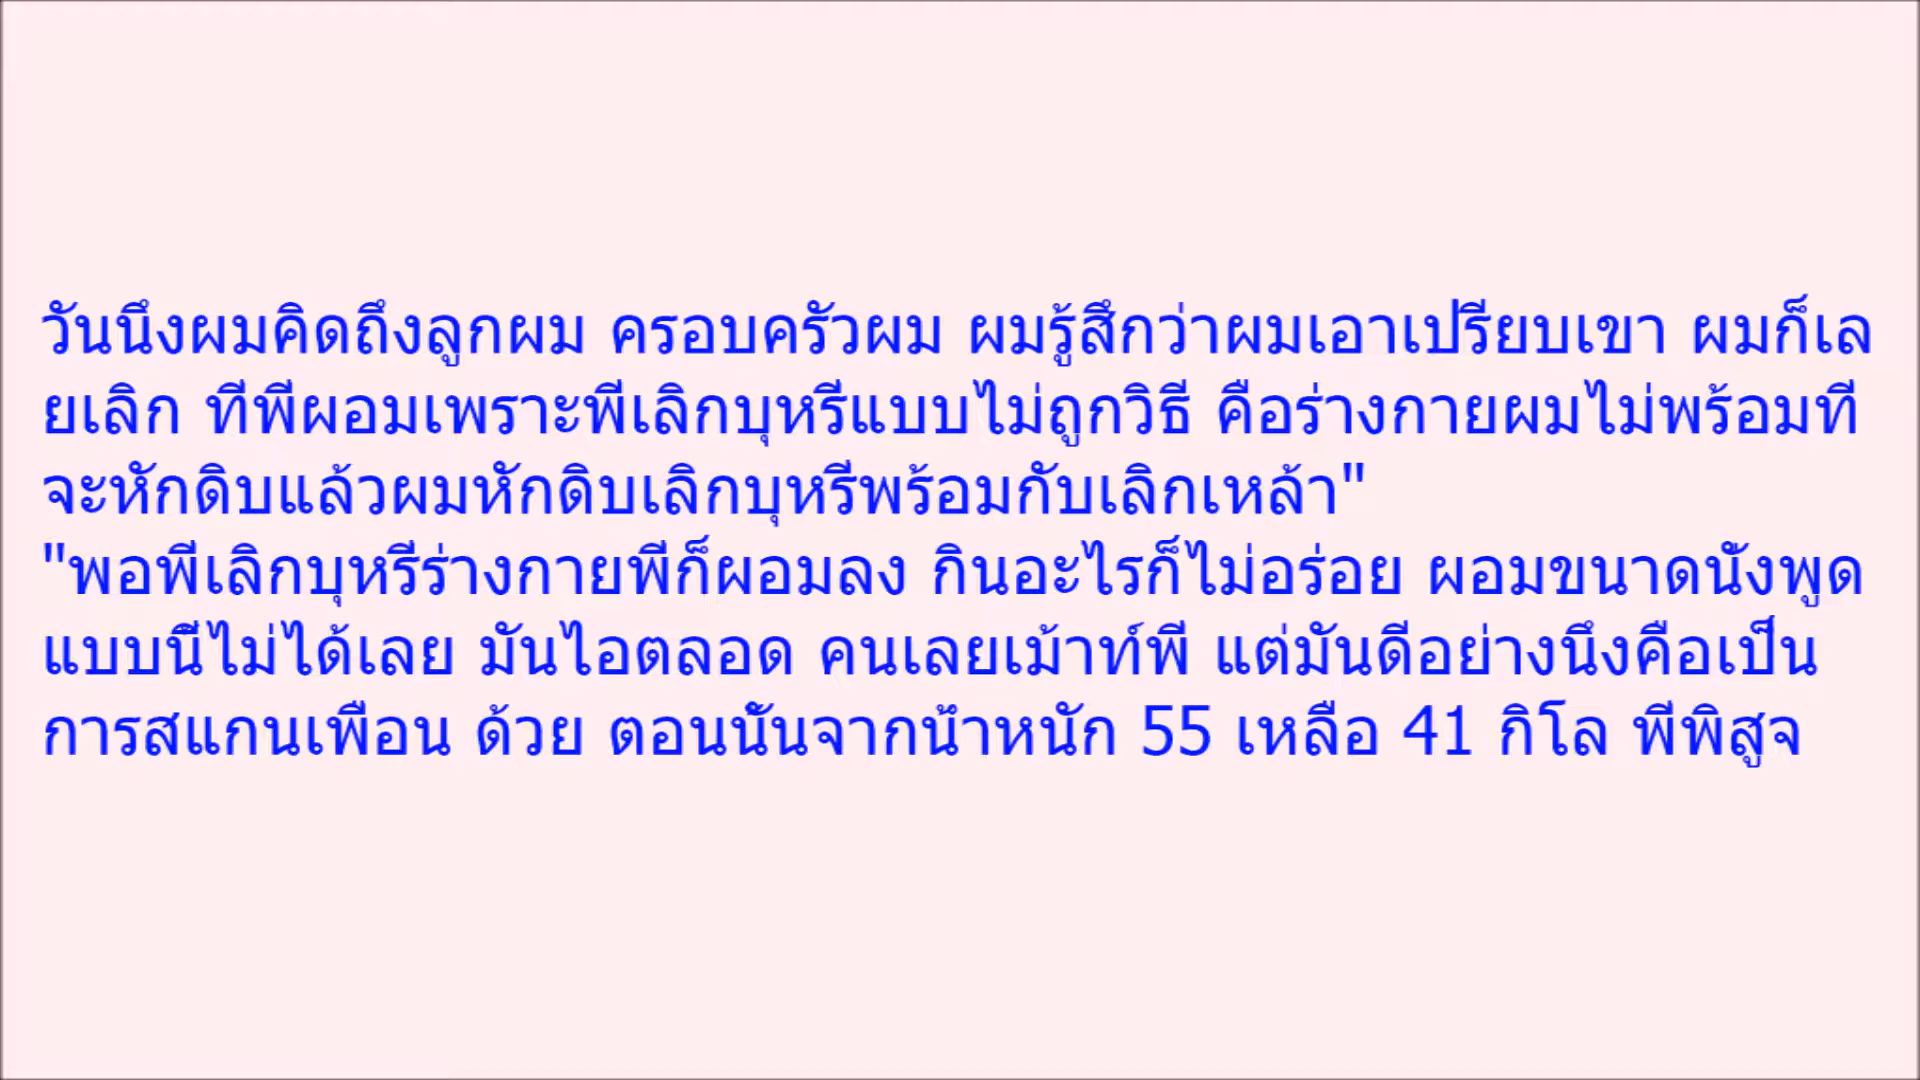 วันนึงผมคิดถึงลูกผม ครอบครัวผม ผมรู้สึกว่าผมเอาเปรียบเขา ผมก็เล
ยเลิก ที่พี่ผอมเพราะพี่เลิกบุหรี่แบบไม่ถูกวิธี คือร่างกายผมไม่พร้อมที่
จะหักดิบแล้วผมหักดิบเลิกบุหรี่พร้อมกับเลิกเหล้า"
"พอพี่เลิกบุหรี่ร่างกายพี่ก็ผอมลง กินอะไรก็ไม่อร่อย ผอมขนาดนั่งพูด
แบบนี้ไม่ได้เลย มันไอตลอด คนเลยเม้าท์พี่ แต่มันดีอย่างนึงคือเป็น
การสแกนเพื่อน ด้วย ตอนนั้นจากน้ำหนัก 55 เหลือ 41 กิโล พี่พิสูจ